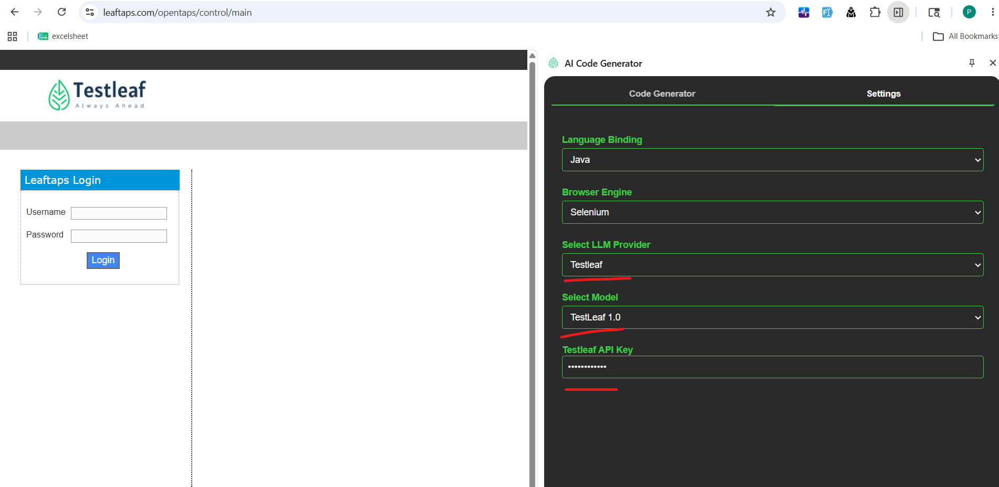 leaftaps.com/opentaps/control/main
P
excelsheet
All Bookmarks
Testleaf
Always Ahead
Leaftaps Login
Username
Password
Login
AI Code Generator
Code Generator
Settings
Language Binding
Java
Browser Engine
Selenium
Select LLM Provider
Testleaf
Select Model
TestLeaf 1.0
Testleaf API Key
••••••••••••